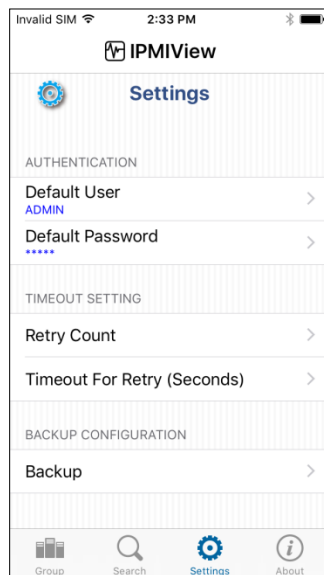 Invalid SIM 2:33 PM
IPMIView
Settings
AUTHENTICATION
Default User
ADMIN
Default Password
*****
TIMEOUT SETTING
Retry Count
Timeout For Retry (Seconds)
BACKUP CONFIGURATION
Backup
Group Search Settings About